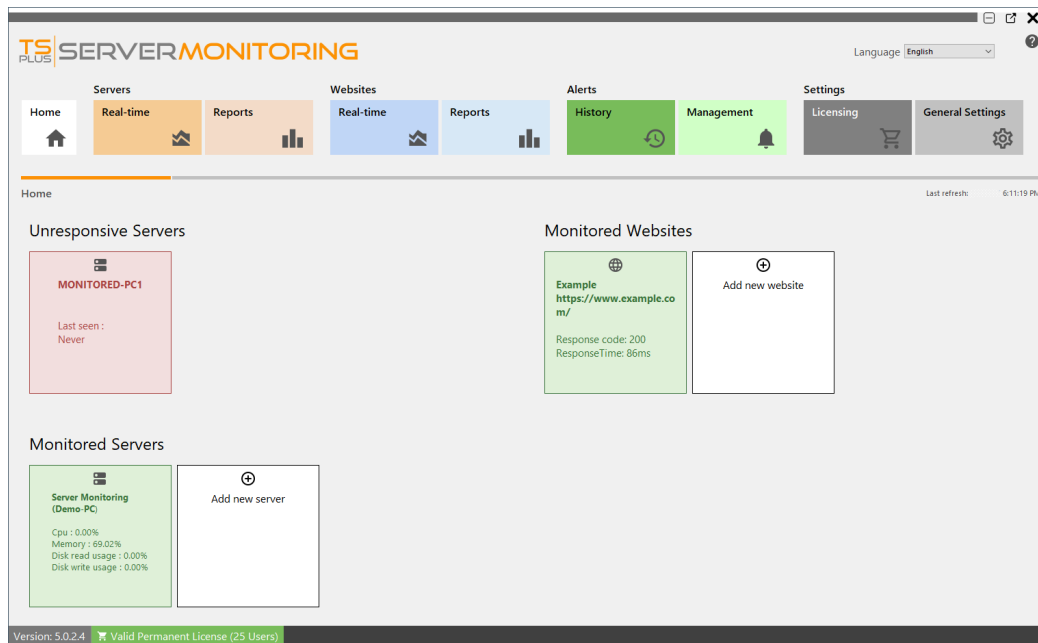 TS
PLUS
SERVERMONITORING
Language English
Servers
Websites
Alerts
Settings
Home
Real-time
Reports
Real-time
Reports
History
Management
Licensing
General Settings
Home
Last refresh: 6:11:19 PM
Unresponsive Servers
MONITORED-PC1
Last seen :
Never
Monitored Websites
Example
https://www.example.co
m/
Response code: 200
ResponseTime: 86ms
Add new website
Monitored Servers
Server Monitoring
(Demo-PC)
Cpu : 0.00%
Memory : 69.02%
Disk read usage : 0.00%
Disk write usage : 0.00%
Add new server
Version: 5.0.2.4 Valid Permanent License (25 Users)